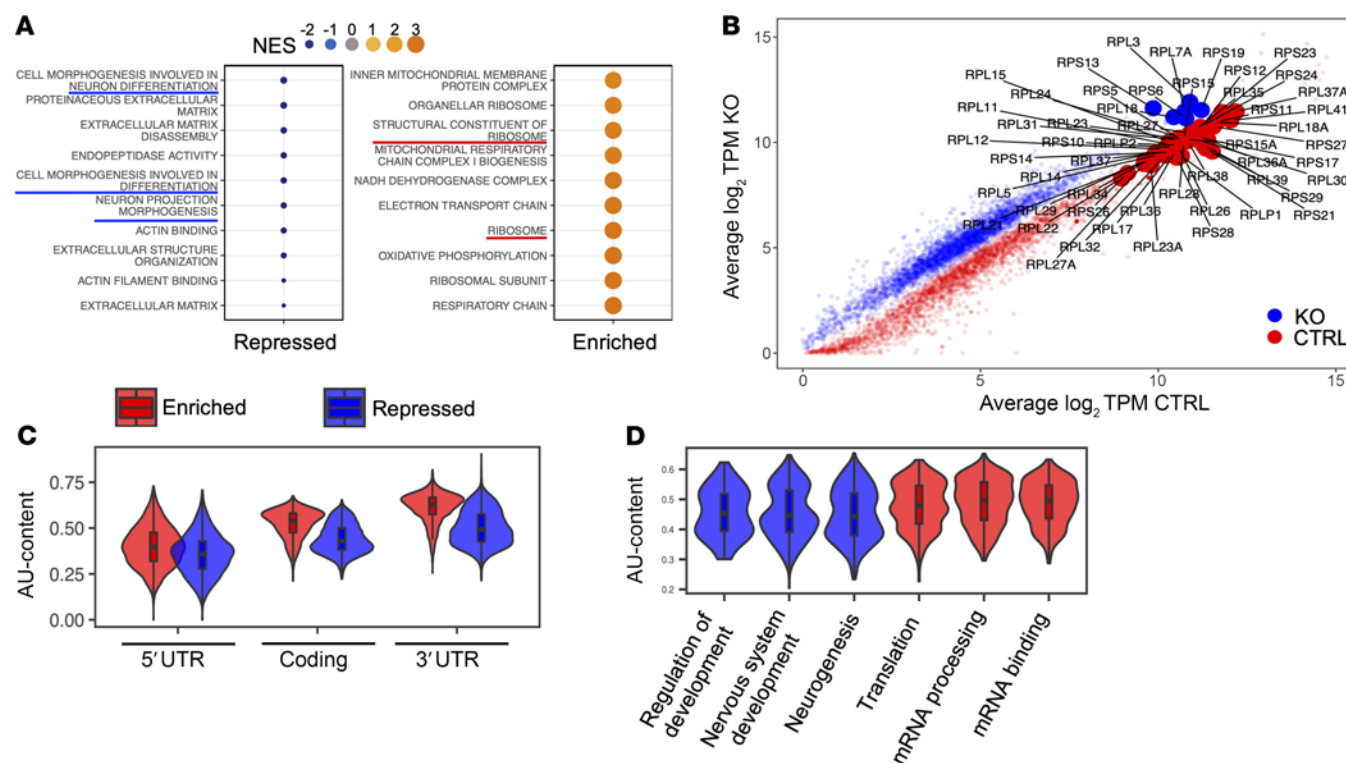 A
NES -2 -1 0 1 2 3
CELL MORPHOGENESIS INVOLVED IN
NEURON DIFFERENTIATION
PROTEINACEOUS EXTRACELLULAR
MATRIX
EXTRACELLULAR MATRIX
DISASSEMBLY
ENDOPEPTIDASE ACTIVITY
CELL MORPHOGENESIS INVOLVED IN
DIFFERENTIATION
NEURON PROJECTION
MORPHOGENESIS
ACTIN BINDING
EXTRACELLULAR STRUCTURE
ORGANIZATION
ACTIN FILAMENT BINDING
EXTRACELLULAR MATRIX
Repressed
INNER MITOCHONDRIAL MEMBRANE
PROTEIN COMPLEX
ORGANELLAR RIBOSOME
STRUCTURAL CONSTITUENT OF
RIBOSOME
MITOCHONDRIAL RESPIRATORY
CHAIN COMPLEX I BIOGENESIS
NADH DEHYDROGENASE COMPLEX
ELECTRON TRANSPORT CHAIN
RIBOSOME
OXIDATIVE PHOSPHORYLATION
RIBOSOMAL SUBUNIT
RESPIRATORY CHAIN
Enriched
B
Average log2 TPM KO
15
10
5
0
RPL3
RPL7A
RPS19
RPS23
RPS13
RPS12
RPS24
RPL15
RPS5
RPS6
RPS15
RPL35
RPL37A
RPL24
RPL11
RPL18
RPS11
RPL41
RPL31
RPL23
RPL27
RPL18A
RPL12
RPS10
RPLP2
RPS15A
RPS27
RPS14
RPL37
RPL36A
RPS17
RPL14
RPL38
RPL39
RPL30
RPL5
RPL34
RPL28
RPS29
RPL21
RPL29
RPS25
RPL36
RPL26
RPLP1
RPS21
RPL22
RPL17
RPS28
RPL32
RPL23A
RPL27A
KO
CTRL
0 5 10 15
Average log2 TPM CTRL
Enriched
Repressed
C
AU-content
0.75
0.50
0.25
0.00
5′ UTR
Coding
3′ UTR
D
AU-content
0.6
0.5
0.4
0.3
0.2
Regulation of
development
Nervous system
development
Neurogenesis
Translation
mRNA processing
mRNA binding